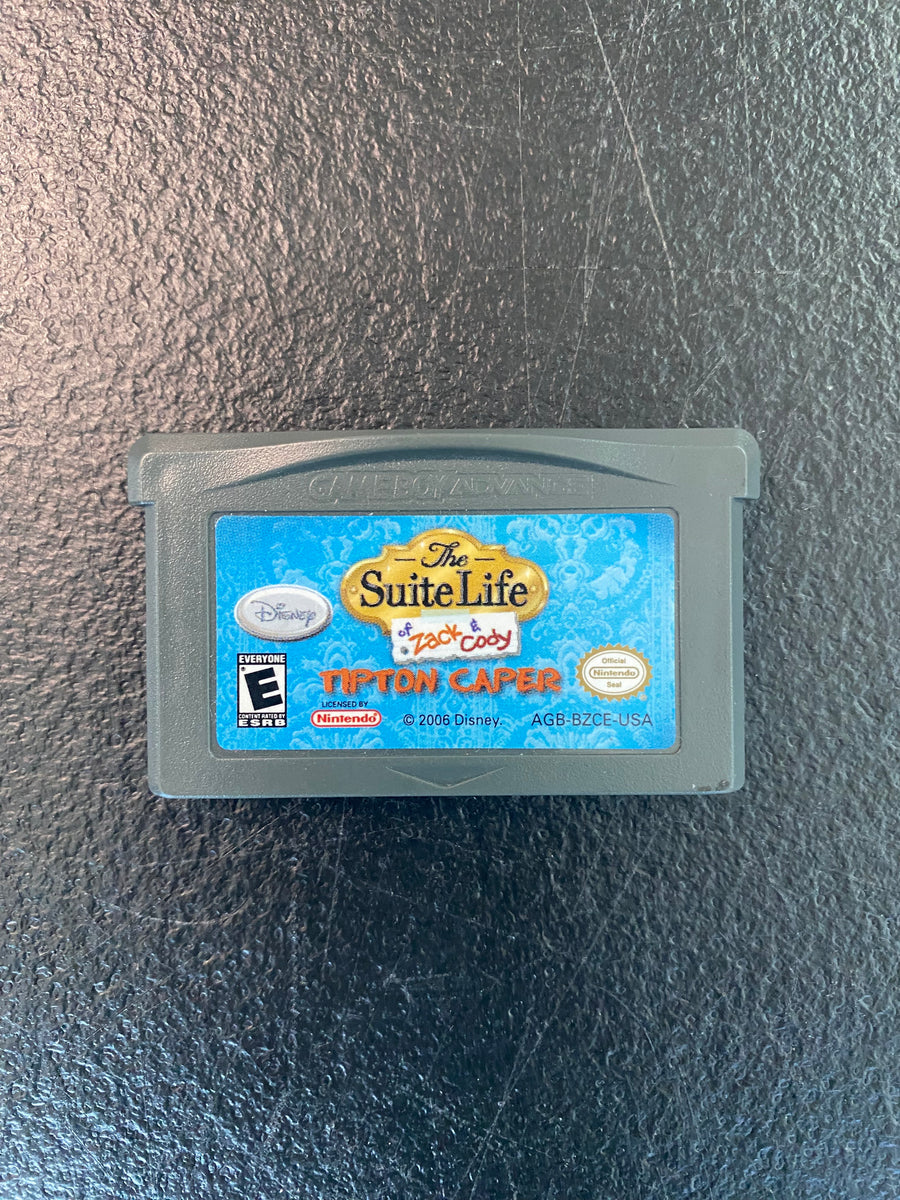 GAME BOY ADVANCE
The
Suite Life
of Zack & Cody
Disney
TIPTON CAPER
EVERYONE
E
CONTENT RATED BY
ESRB
LICENSED BY
Nintendo
© 2006 Disney.
AGB-BZCE-USA
Official
Nintendo
Seal